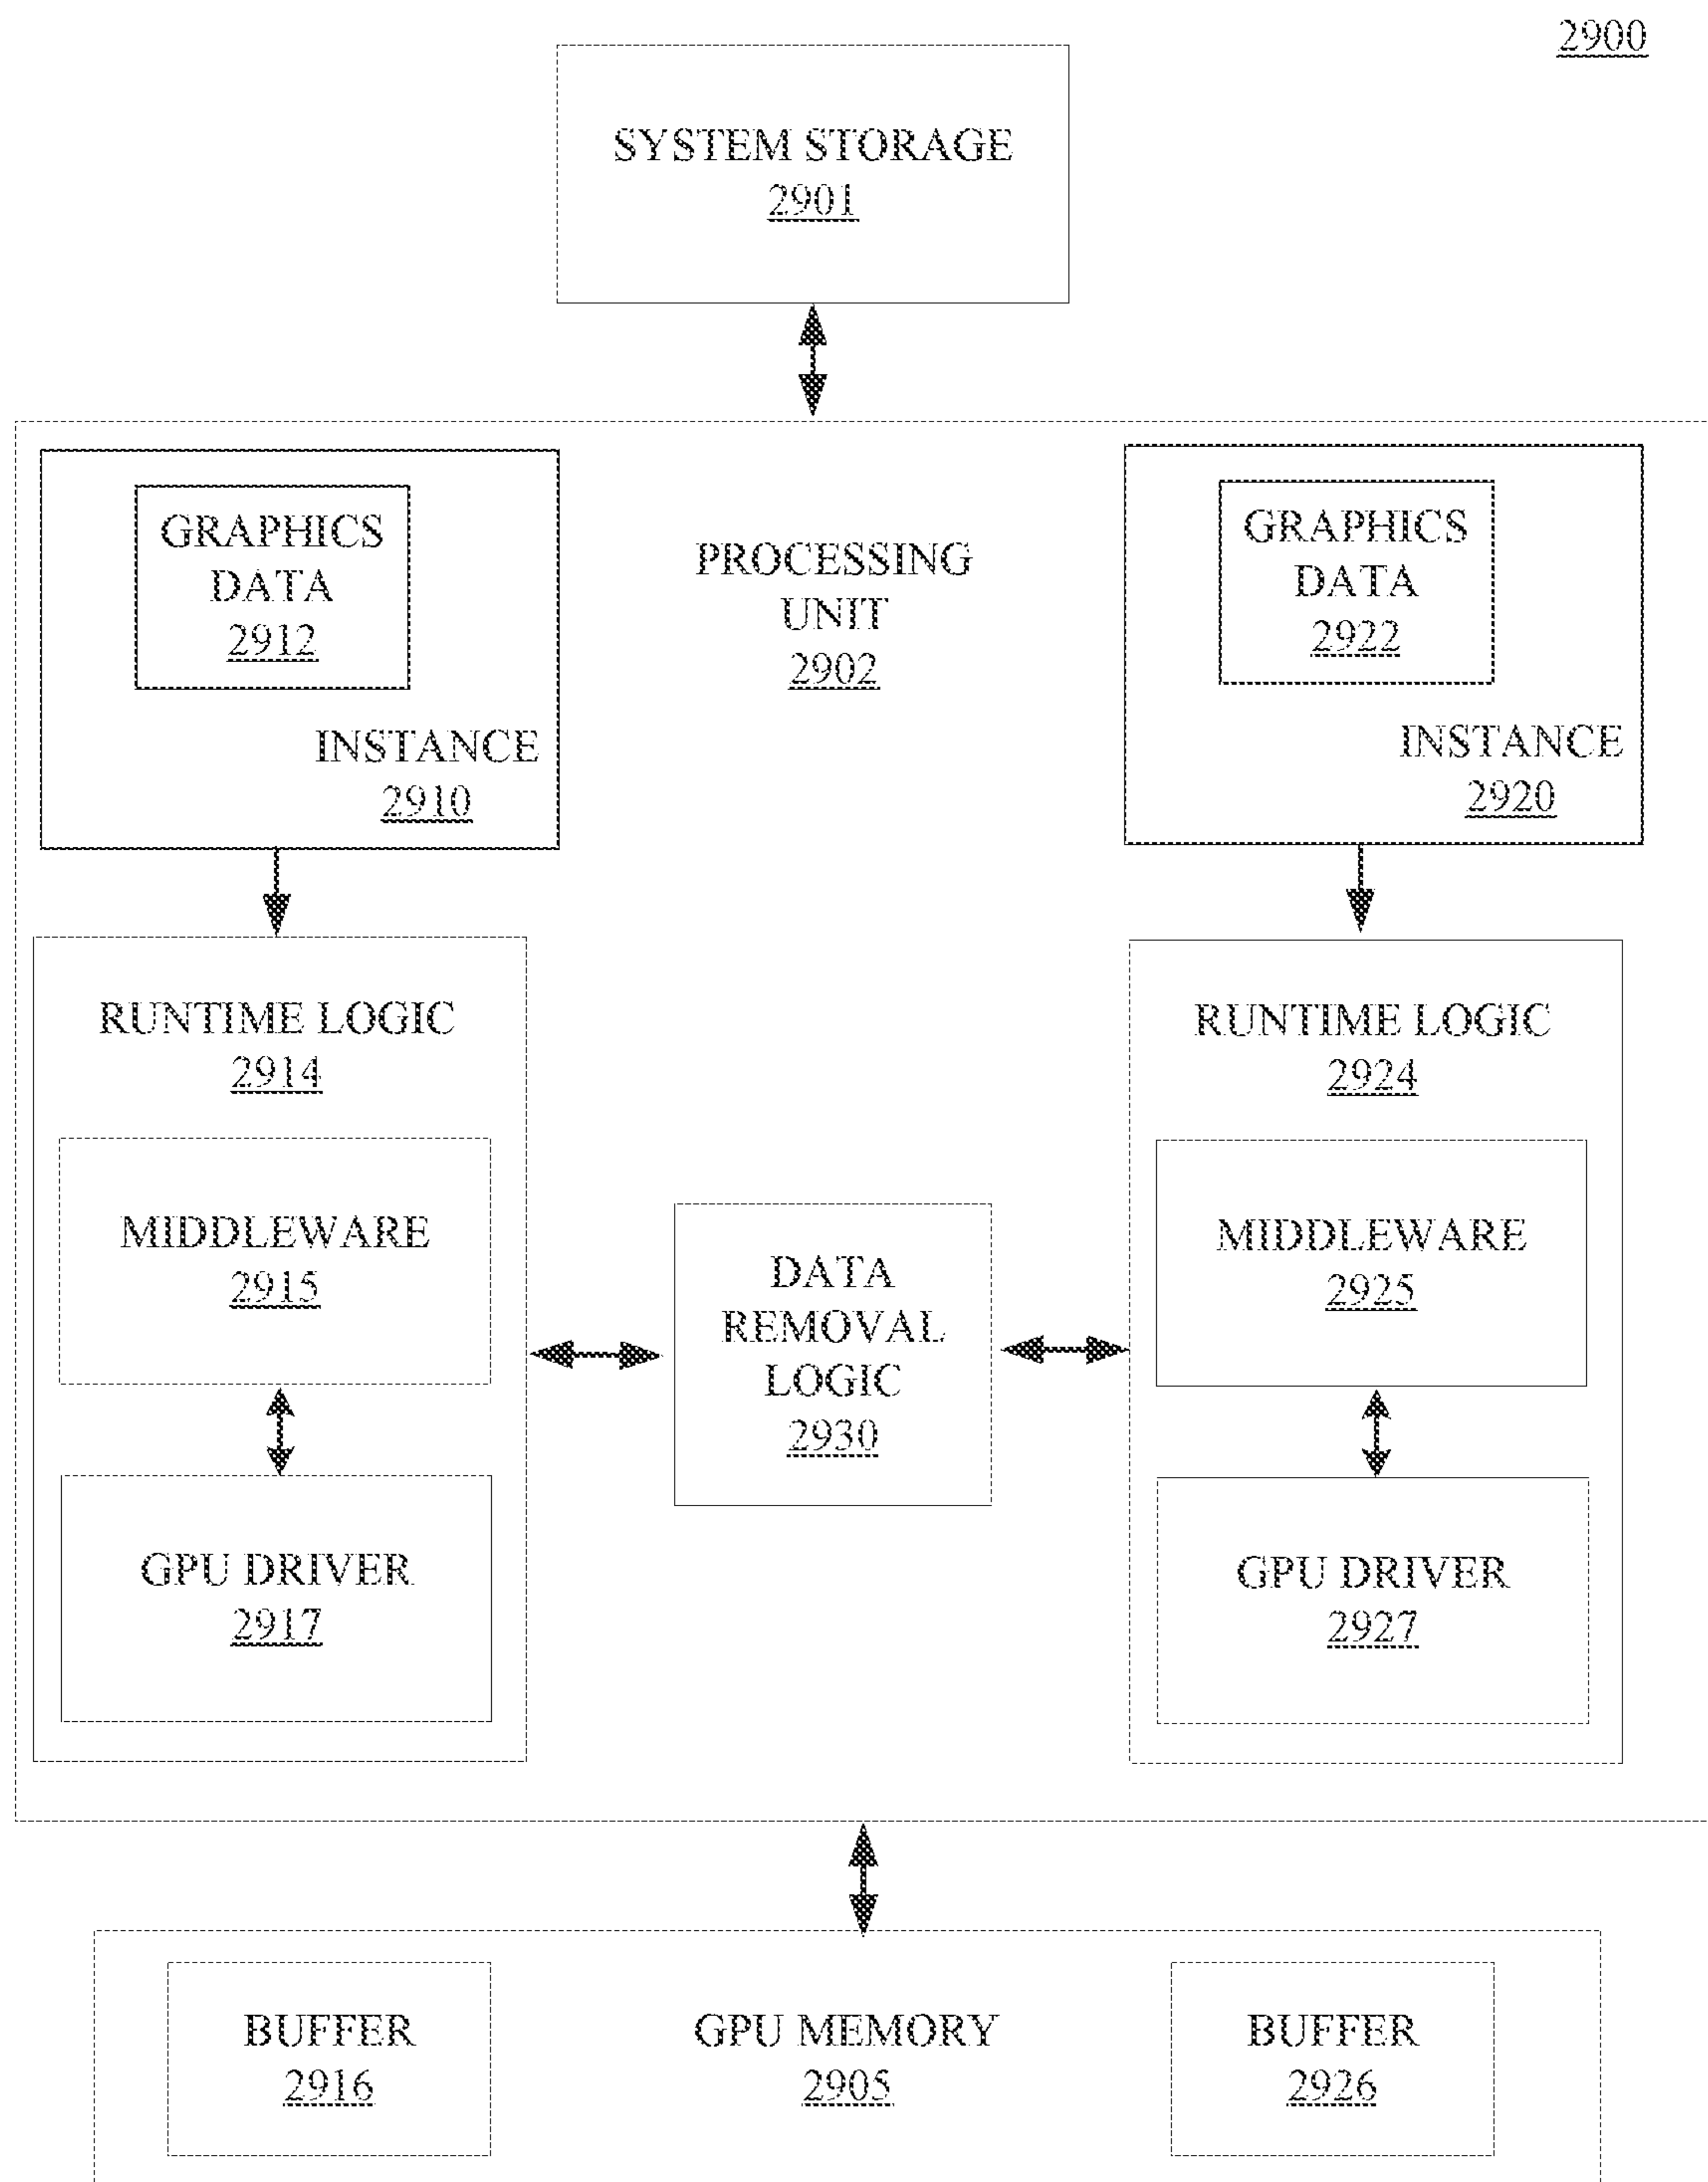 2900
SYSTEM STORAGE
2901
GRAPHICS
DATA
2912
INSTANCE
2910
PROCESSING
UNIT
2902
GRAPHICS
DATA
2922
INSTANCE
2920
RUNTIME LOGIC
2914
MIDDLEWARE
2915
GPU DRIVER
2917
DATA
REMOVAL
LOGIC
2930
RUNTIME LOGIC
2924
MIDDLEWARE
2925
GPU DRIVER
2927
BUFFER
2916
GPU MEMORY
2905
BUFFER
2926